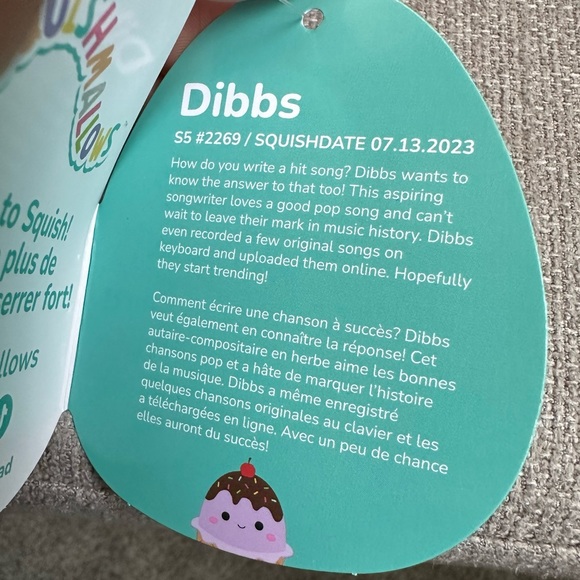 SQUISHMALLOWS
to Squish!
plus de
serrer fort!
llows
ad
Dibbs
S5 #2269 / SQUISHDATE 07.13.2023
How do you write a hit song? Dibbs wants to
know the answer to that too! This aspiring
songwriter loves a good pop song and can't
wait to leave their mark in music history. Dibbs
even recorded a few original songs on
keyboard and uploaded them online. Hopefully
they start trending!
Comment écrire une chanson à succès? Dibbs
veut également en connaître la réponse! Cet
autaire-compositaire en herbe aime les bonnes
chansons pop et a hâte de marquer l'histoire
de la musique. Dibbs a même enregistré
quelques chansons originales au clavier et les
a téléchargées en ligne. Avec un peu de chance
elles auront du succès!